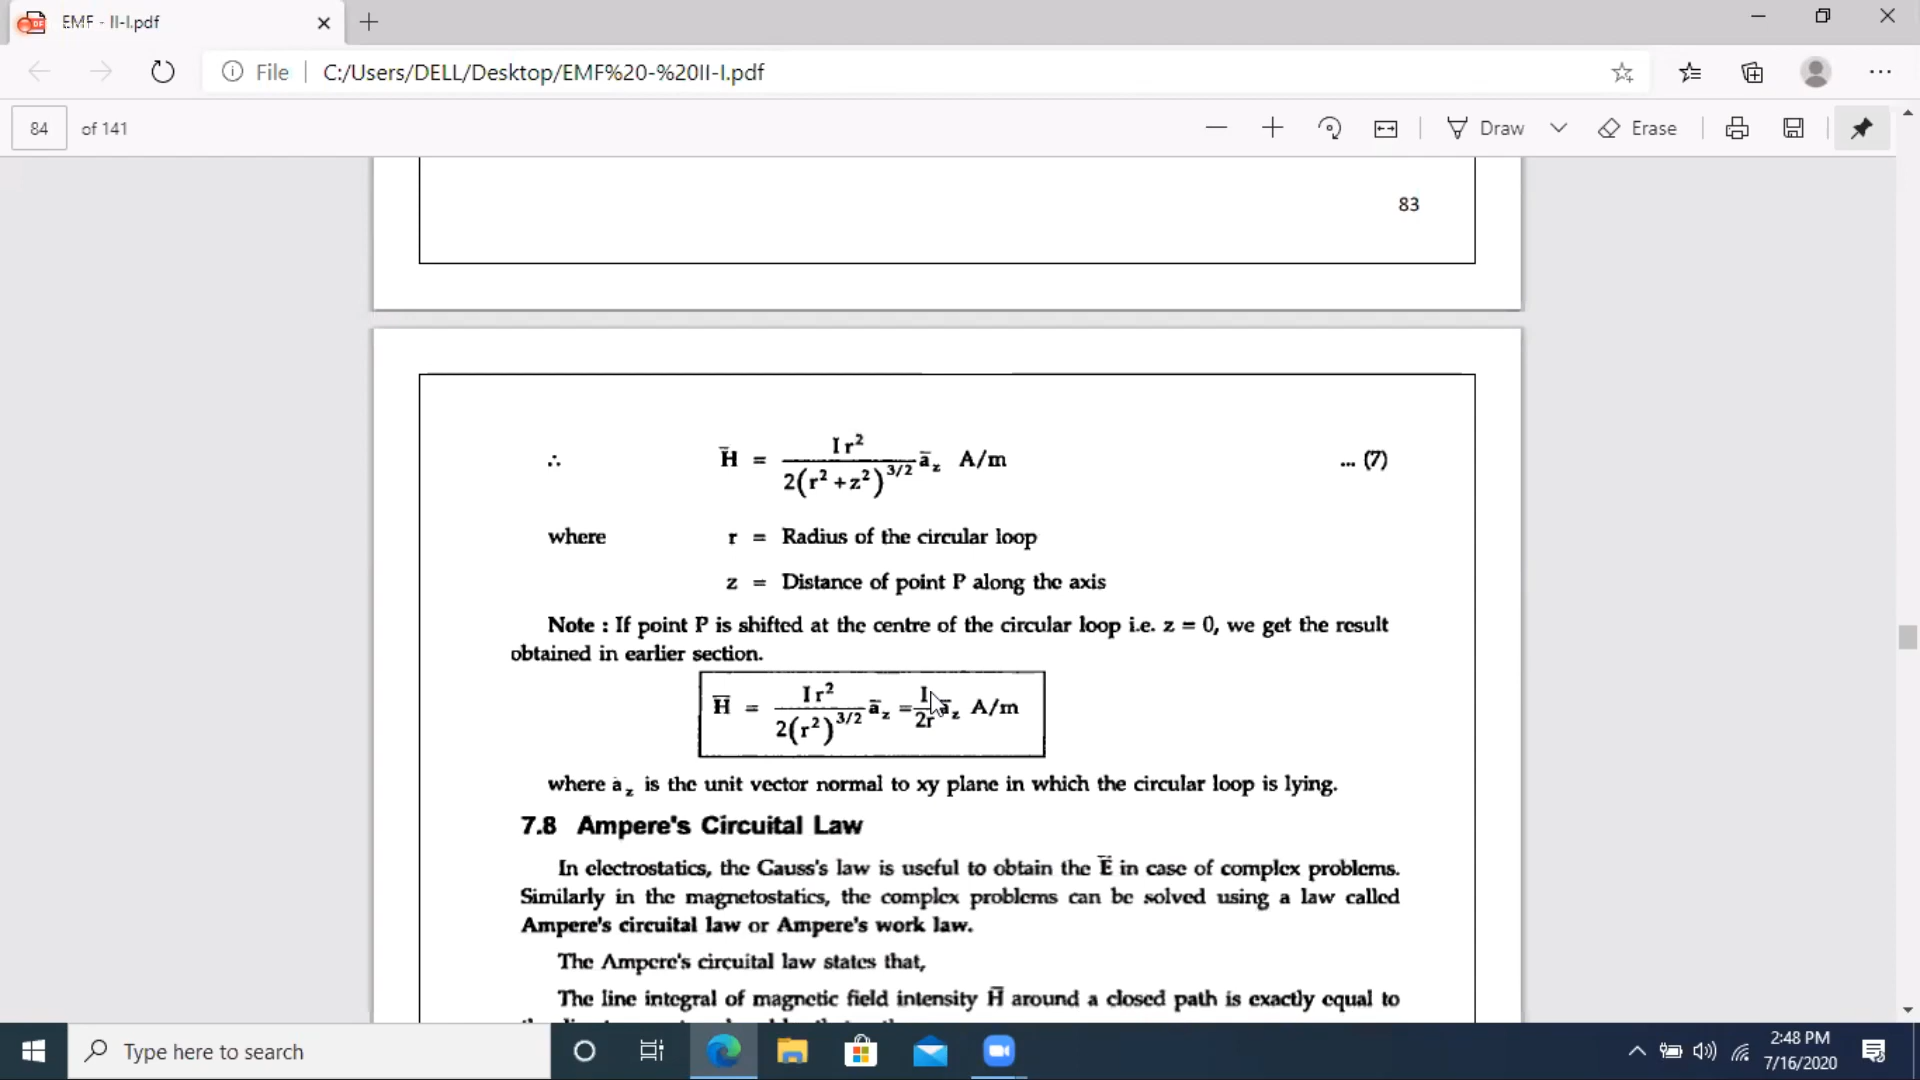 EMF - II-I.pdf
File
C:/Users/DELL/Desktop/EMF%20-%20II-I.pdf
84 of 141
Draw
Erase
83
∴ H̄ = I r² / 2(r² + z²)^3/2 ā_z A/m ... (7)
where r = Radius of the circular loop
z = Distance of point P along the axis
Note : If point P is shifted at the centre of the circular loop i.e. z = 0, we get the result
obtained in earlier section.
H̄ = I r² / 2(r²)^3/2 ā_z = I / 2r ā_z A/m
where ā_z is the unit vector normal to xy plane in which the circular loop is lying.
7.8 Ampere's Circuital Law
In electrostatics, the Gauss's law is useful to obtain the Ē in case of complex problems.
Similarly in the magnetostatics, the complex problems can be solved using a law called
Ampere's circuital law or Ampere's work law.
The Ampere's circuital law states that,
The line integral of magnetic field intensity H̄ around a closed path is exactly equal to
Type here to search
2:48 PM
7/16/2020